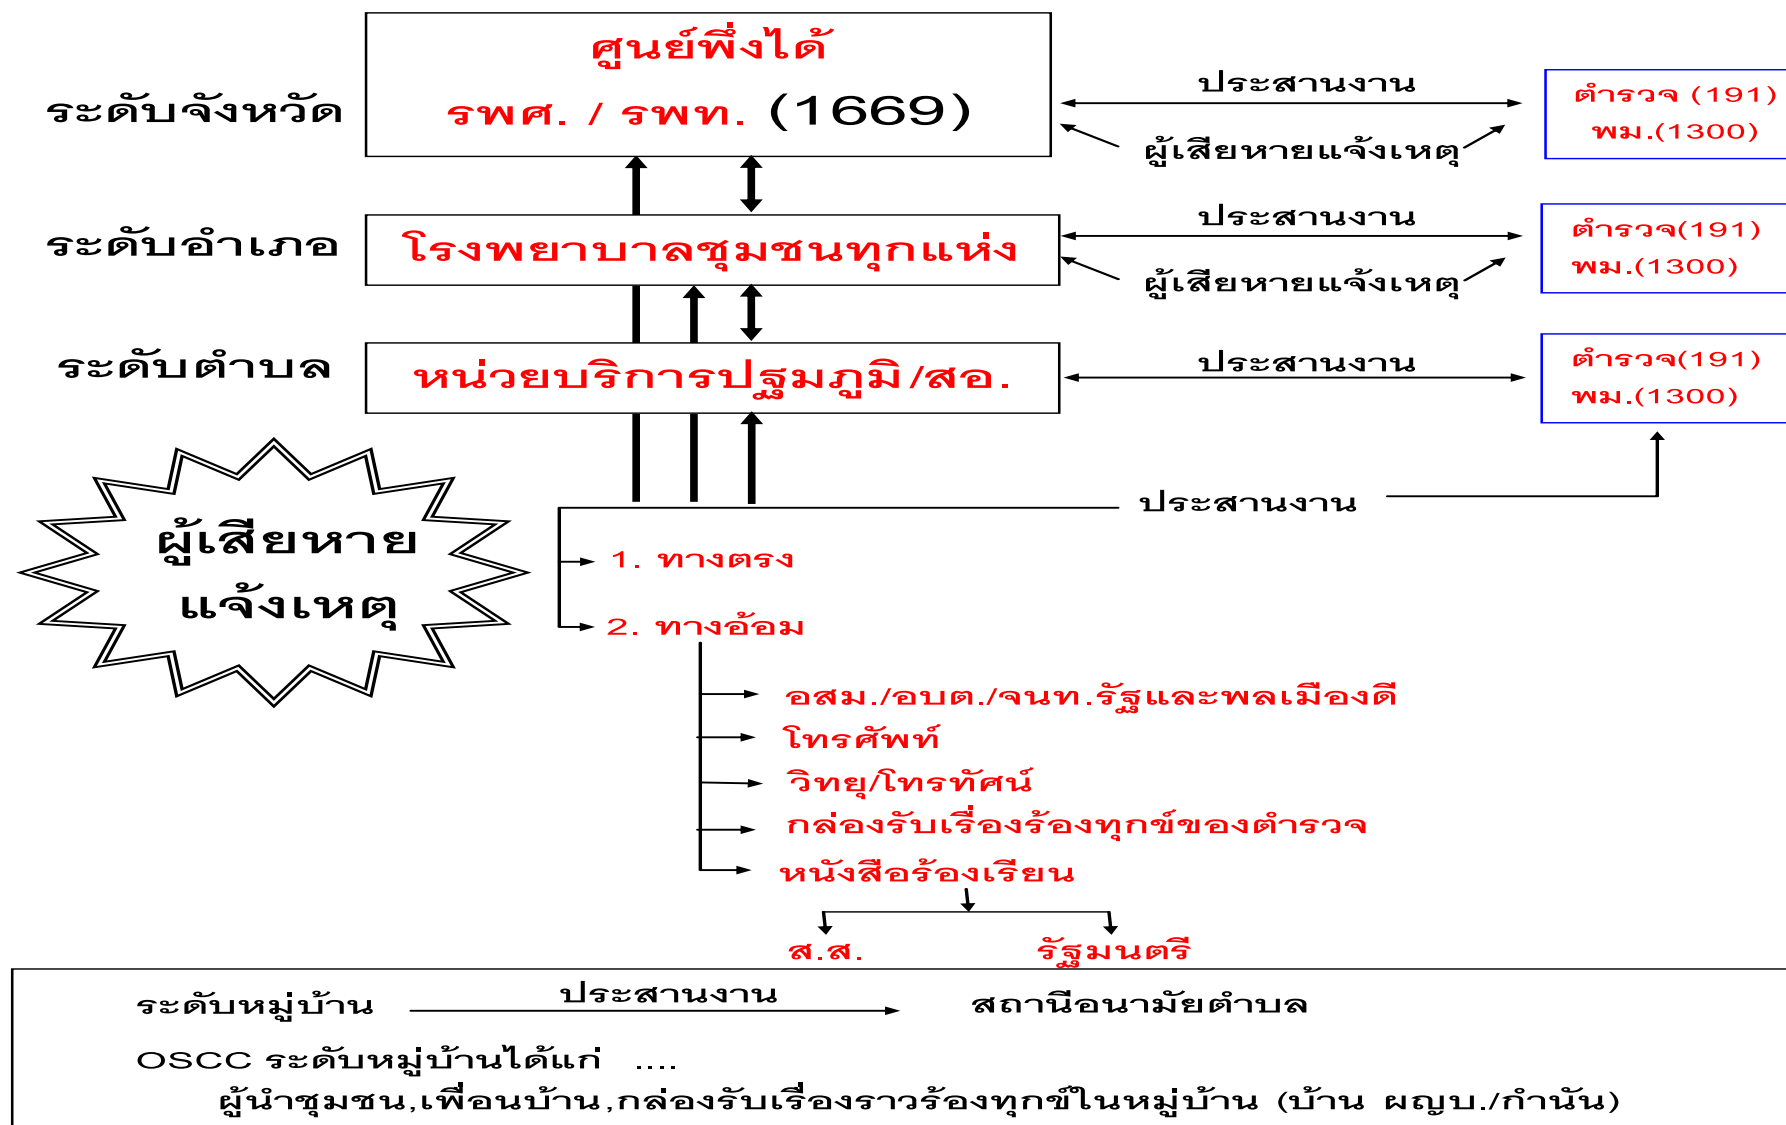 ศูนย์พึ่งได้
ระดับจังหวัด
รพศ. / รพท. (1669)
ประสานงาน
ผู้เสียหายแจ้งเหตุ
ตำรวจ (191)
พม.(1300)
ระดับอำเภอ
โรงพยาบาลชุมชนทุกแห่ง
ประสานงาน
ผู้เสียหายแจ้งเหตุ
ตำรวจ(191)
พม.(1300)
ระดับตำบล
หน่วยบริการปฐมภูมิ/สอ.
ประสานงาน
ตำรวจ(191)
พม.(1300)
ประสานงาน
ผู้เสียหาย
แจ้งเหตุ
1. ทางตรง
2. ทางอ้อม
อสม./อบต./จนท.รัฐและพลเมืองดี
โทรศัพท์
วิทยุ/โทรทัศน์
กล่องรับเรื่องร้องทุกข์ของตำรวจ
หนังสือร้องเรียน
ส.ส. รัฐมนตรี
ระดับหมู่บ้าน ประสานงาน สถานีอนามัยตำบล
OSCC ระดับหมู่บ้านได้แก่ ....
ผู้นำชุมชน,เพื่อนบ้าน,กล่องรับเรื่องราวร้องทุกข์ในหมู่บ้าน (บ้าน ผญบ./กำนัน)